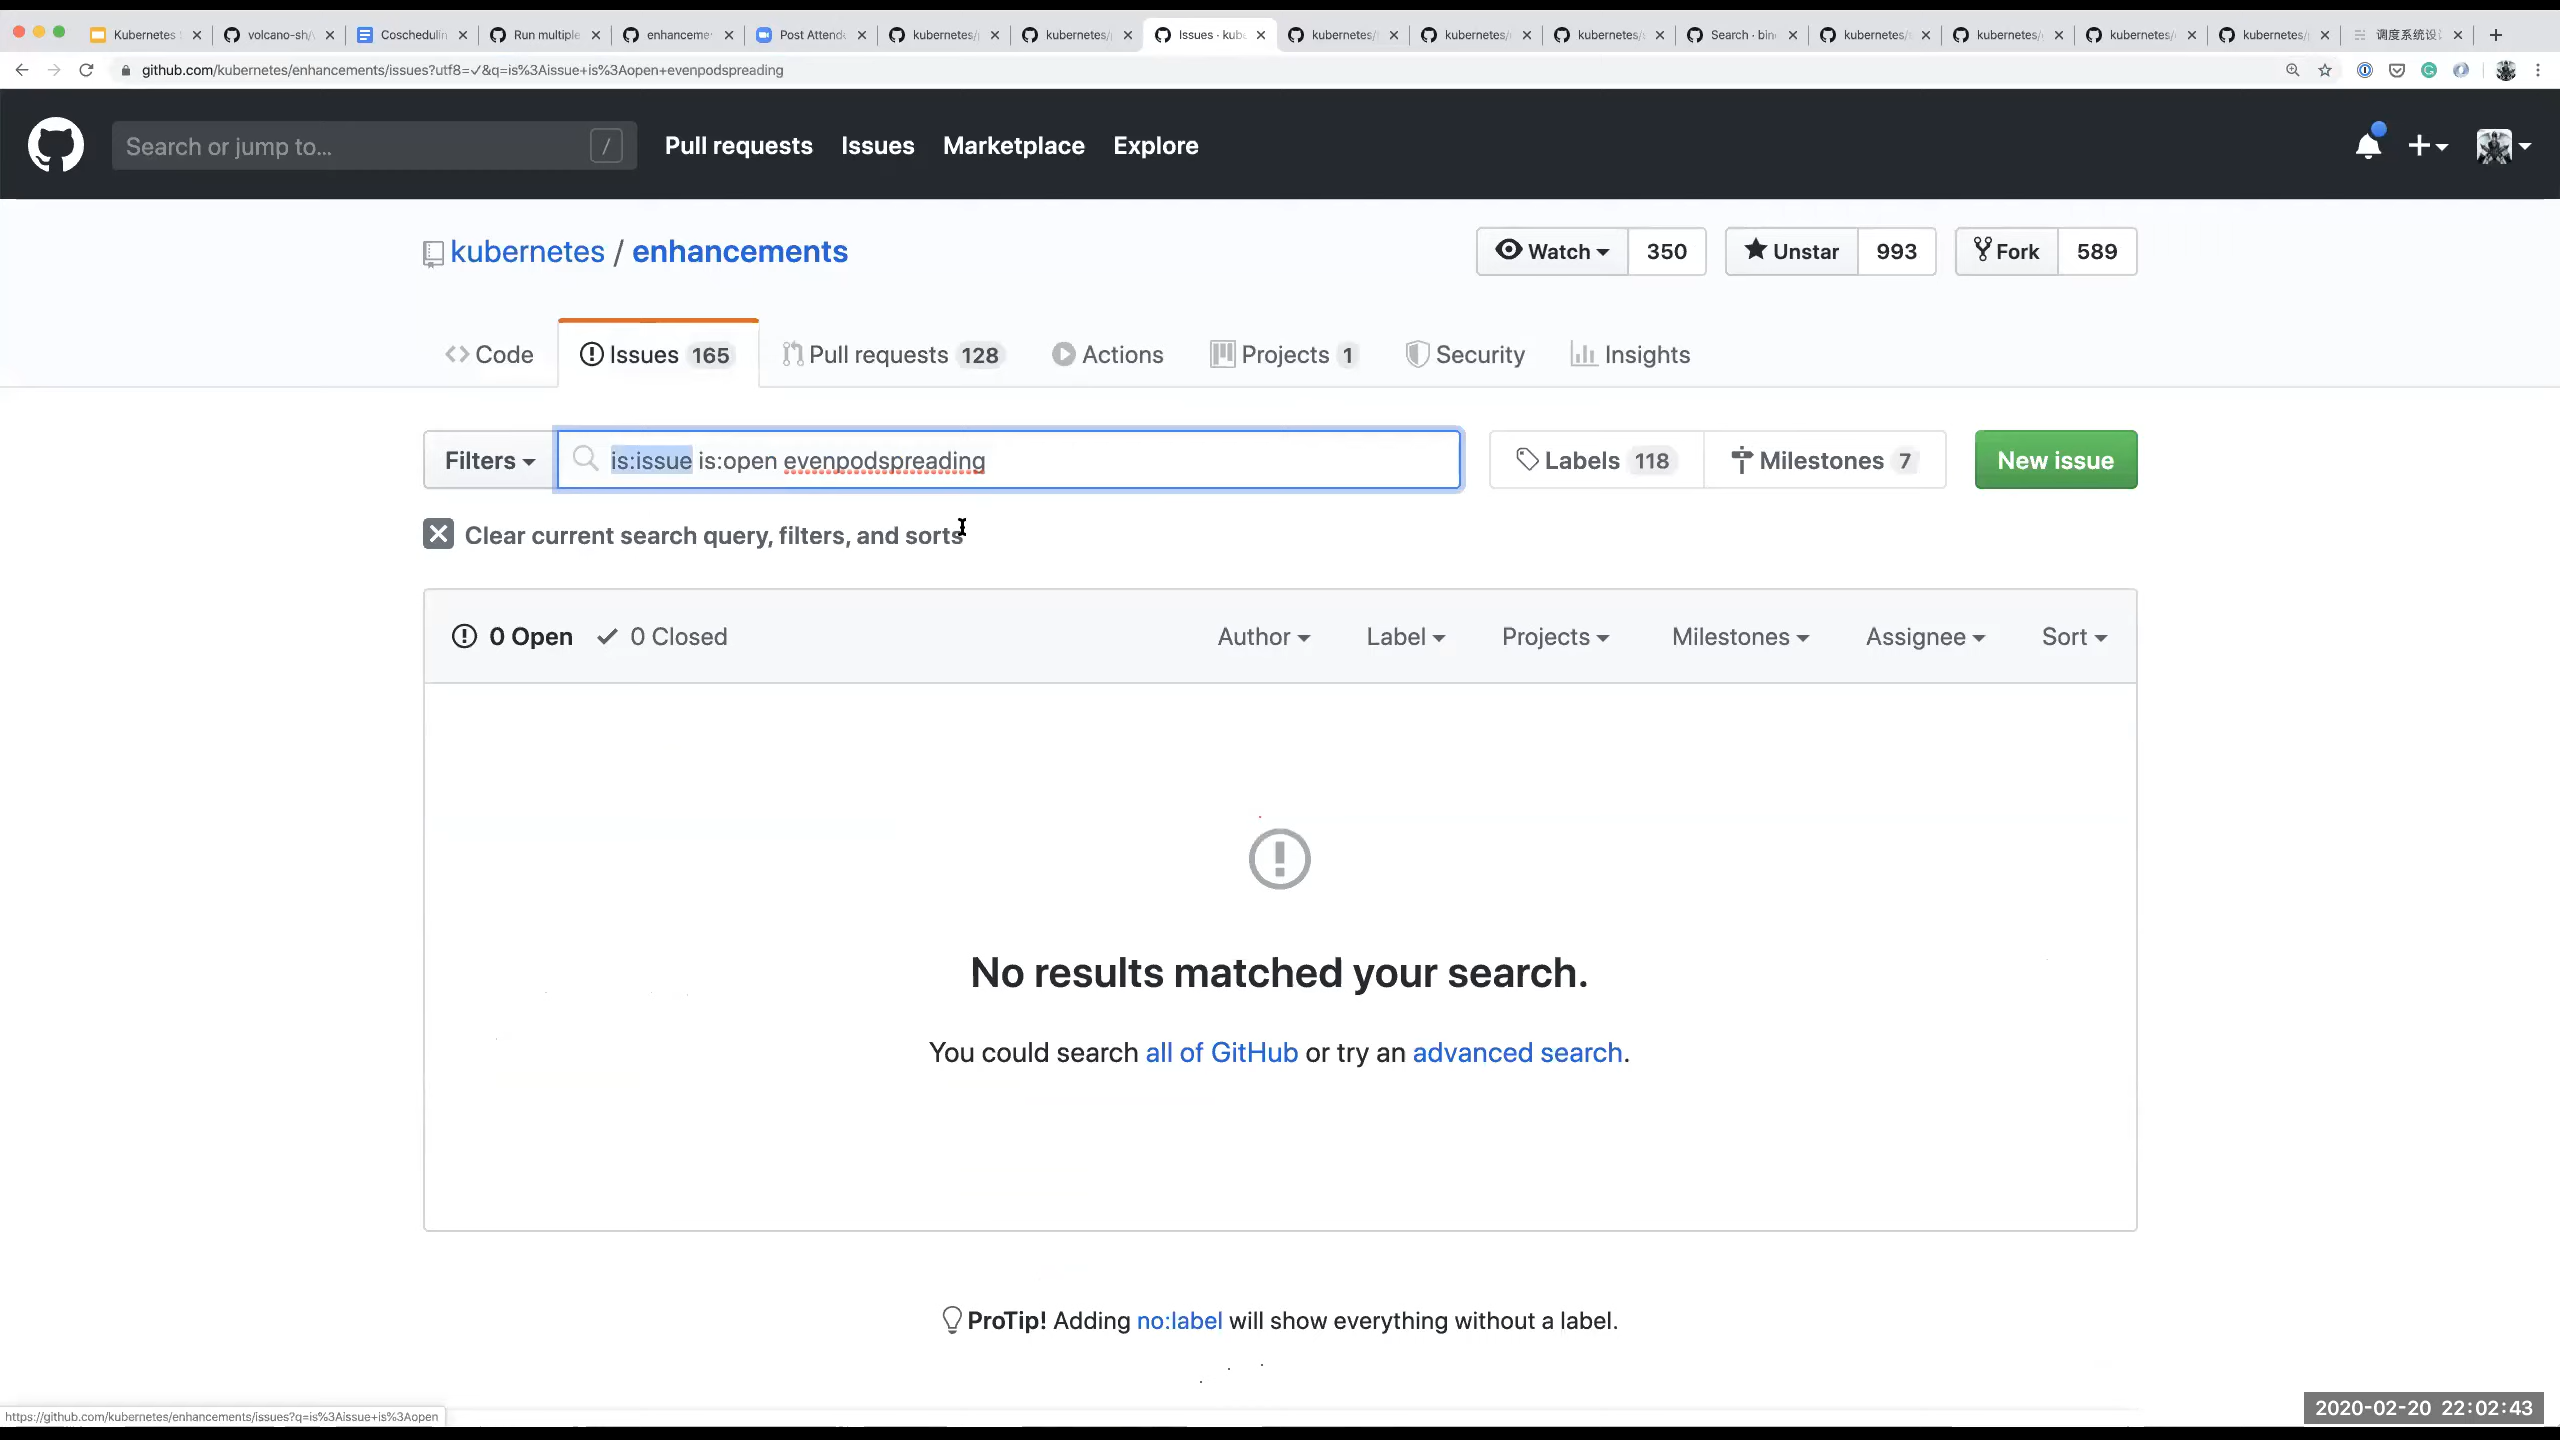 Kubernetes
volcano-sh/
Coschedulin
Run multiple
enhanceme
Post Attend
kubernetes/
kubernetes/
Issues · kub
kubernetes/
kubernetes/
kubernetes/
Search · bin
kubernetes/
kubernetes/
kubernetes/
kubernetes/
调度系统设
github.com/kubernetes/enhancements/issues?utf8=✓&q=is%3Aissue+is%3Aopen+evenpodspreading
Search or jump to... /
Pull requests Issues Marketplace Explore
kubernetes / enhancements
Watch 350 Unstar 993 Fork 589
Code Issues 165 Pull requests 128 Actions Projects 1 Security Insights
Filters is:issue is:open evenpodspreading Labels 118 Milestones 7 New issue
Clear current search query, filters, and sorts
0 Open 0 Closed Author Label Projects Milestones Assignee Sort
No results matched your search.
You could search all of GitHub or try an advanced search.
ProTip! Adding no:label will show everything without a label.
https://github.com/kubernetes/enhancements/issues?q=is%3Aissue+is%3Aopen
2020-02-20 22:02:43